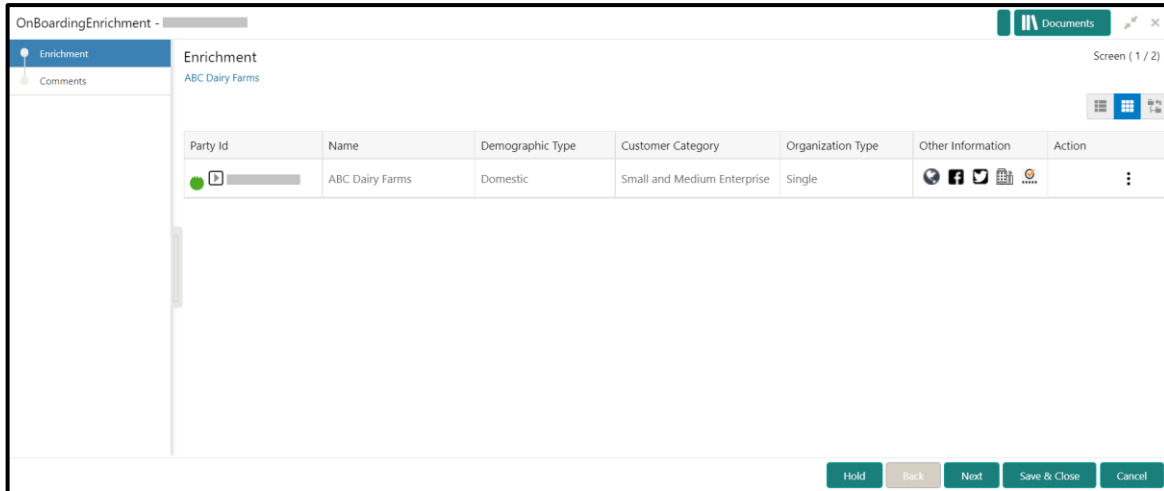 OnBoardingEnrichment -
Documents
Enrichment
Comments
Enrichment
Screen ( 1 / 2)
ABC Dairy Farms
Party Id Name Demographic Type Customer Category Organization Type Other Information Action
ABC Dairy Farms Domestic Small and Medium Enterprise Single
Hold Back Next Save & Close Cancel